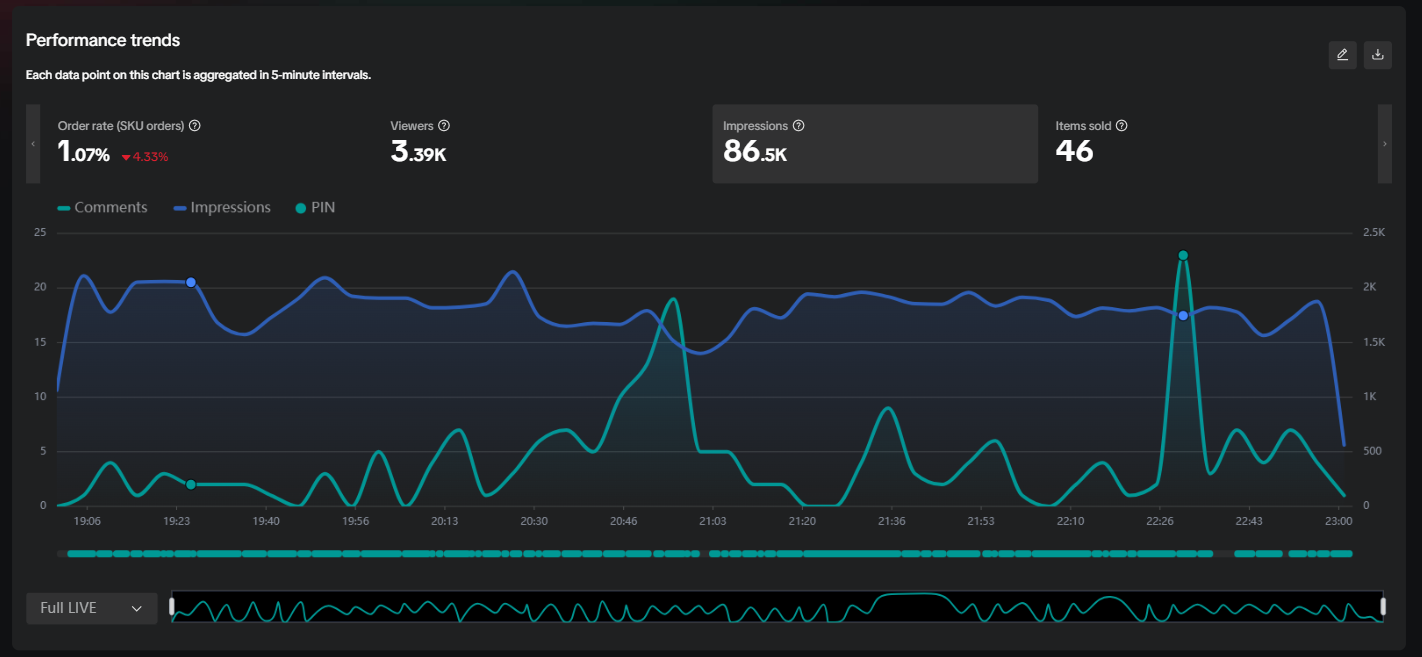 Performance trends
Each data point on this chart is aggregated in 5-minute intervals.
Order rate (SKU orders)
1.07% 4.33%
Viewers
3.39K
Impressions
86.5K
Items sold
46
Comments Impressions PIN
25 2.5K
20 2K
15 1.5K
10 1K
5 500
0 0
19:06 19:23 19:40 19:56 20:13 20:30 20:46 21:03 21:20 21:36 21:53 22:10 22:26 22:43 23:00
Full LIVE